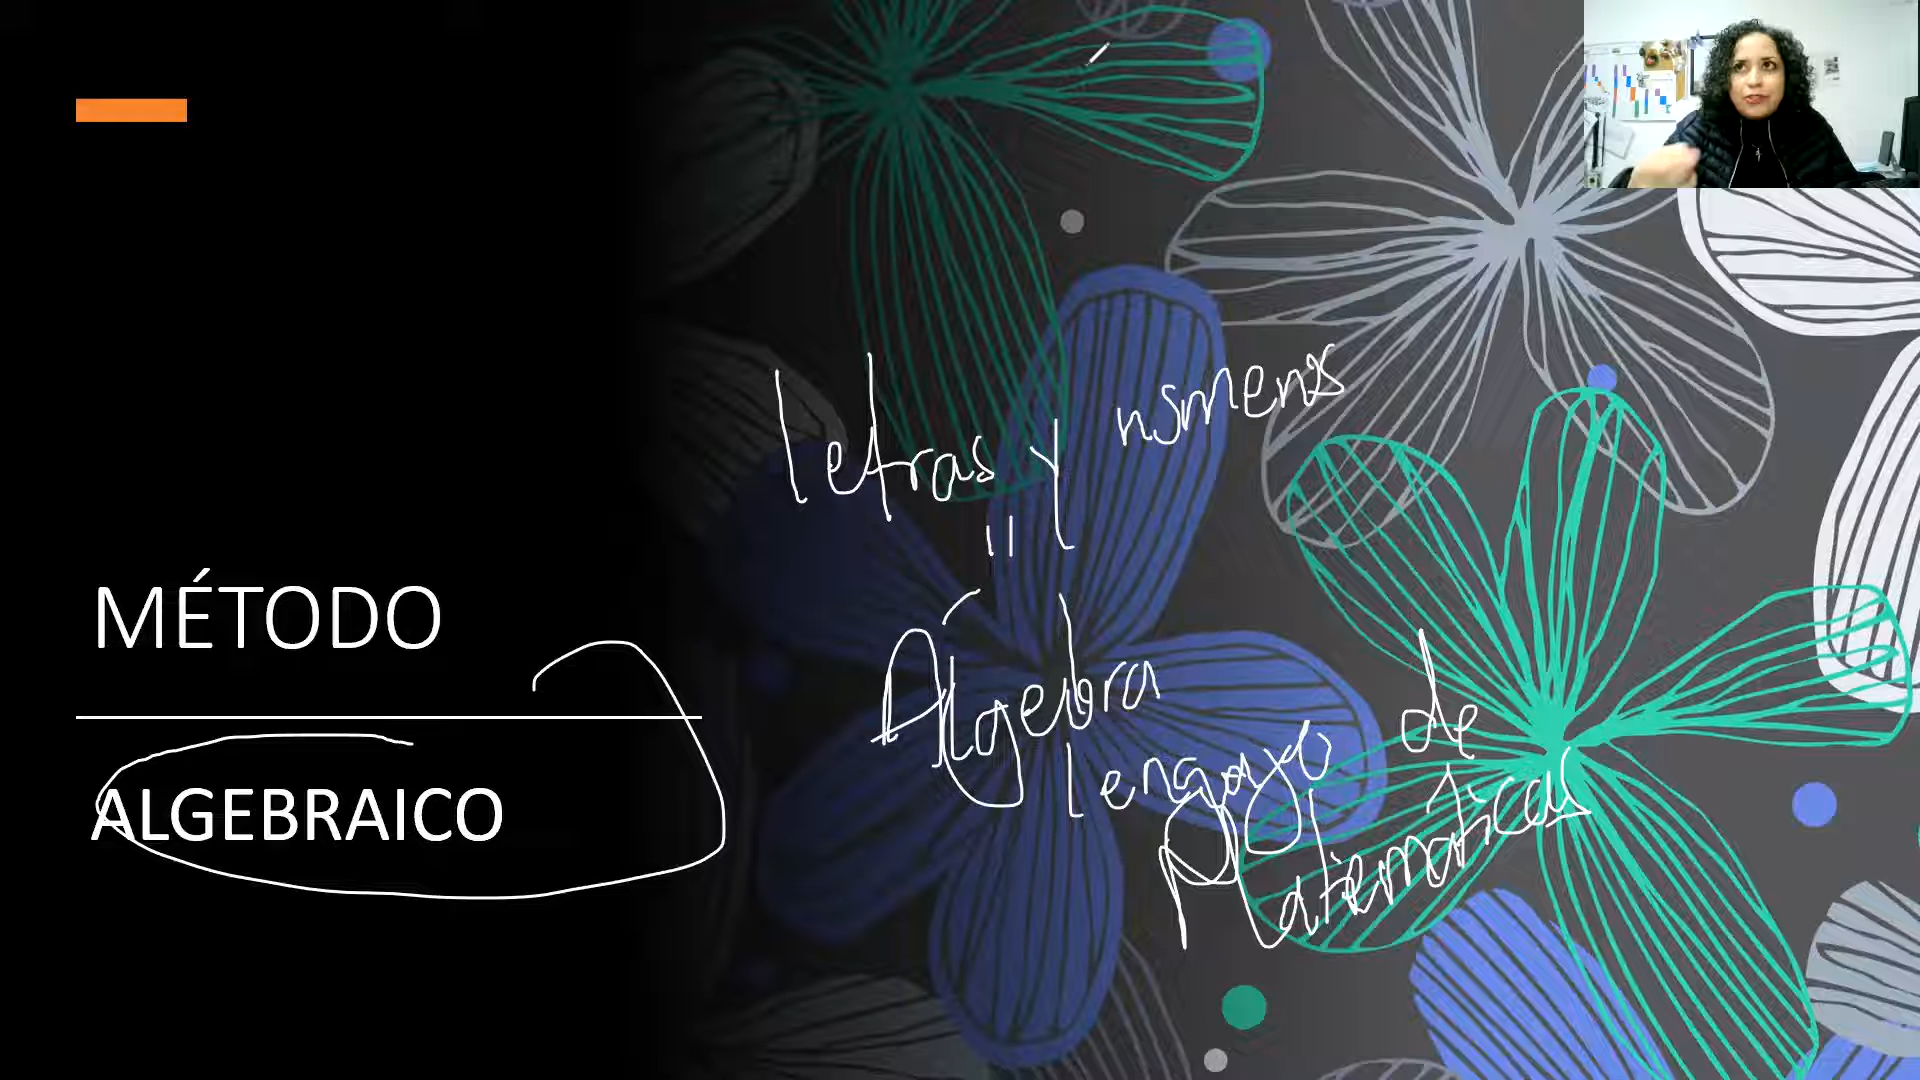 MÉTODO
ALGEBRAICO
letras y números
Álgebra
lenguaje de
Matemáticas